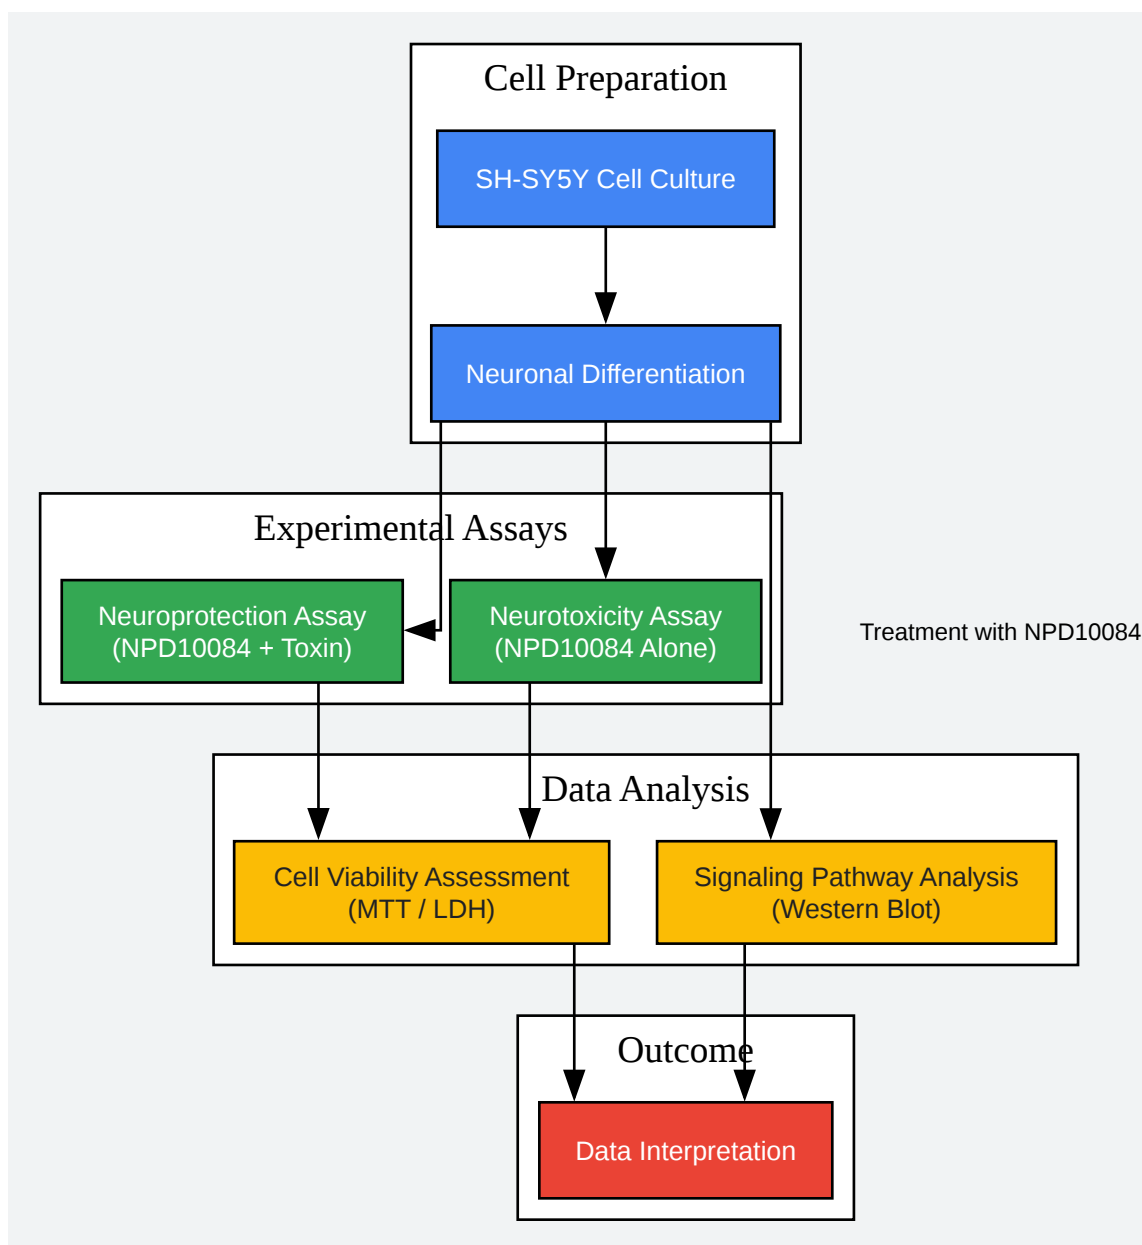 Cell Preparation
SH-SY5Y Cell Culture
Neuronal Differentiation
Experimental Assays
Neuroprotection Assay
(NPD10084 + Toxin)
Neurotoxicity Assay
(NPD10084 Alone)
Treatment with NPD10084
Data Analysis
Cell Viability Assessment
(MTT / LDH)
Signaling Pathway Analysis
(Western Blot)
Outcome
Data Interpretation